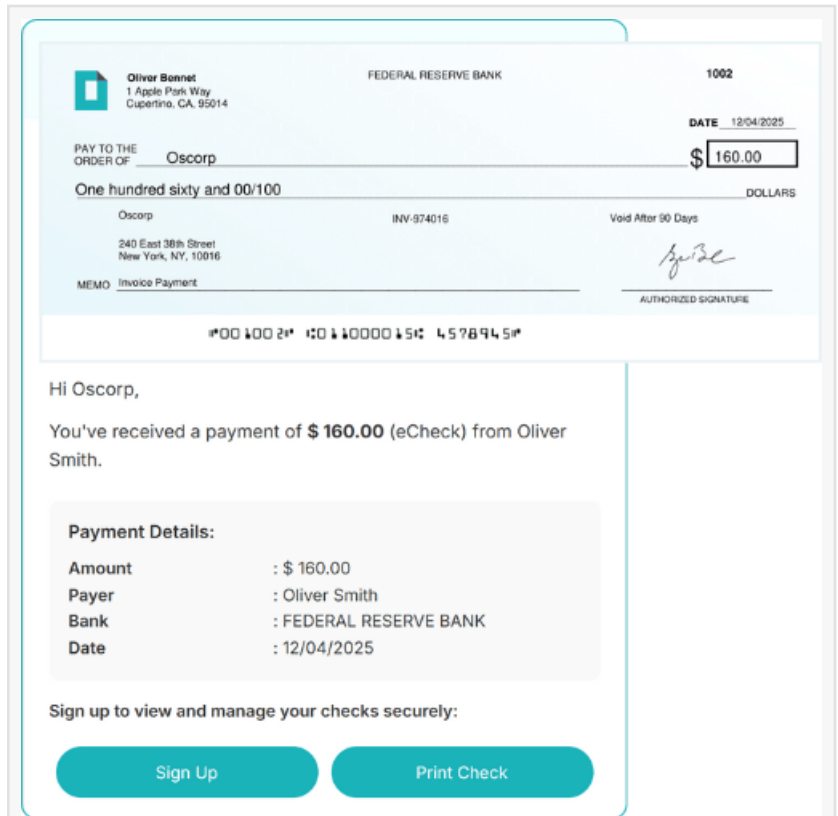 Oliver Bennet
1 Apple Park Way
Cupertino, CA, 95014
FEDERAL RESERVE BANK
1002
DATE 12/04/2025
PAY TO THE
ORDER OF Oscorp
$ 160.00
One hundred sixty and 00/100
DOLLARS
Oscorp
INV-974016
Void After 90 Days
240 East 38th Street
New York, NY, 10016
MEMO Invoice Payment
AUTHORIZED SIGNATURE
⑈001002⑈ ⑆011000015⑆ 4578945⑈
Hi Oscorp,
You've received a payment of $ 160.00 (eCheck) from Oliver
Smith.
Payment Details:
Amount : $ 160.00
Payer : Oliver Smith
Bank : FEDERAL RESERVE BANK
Date : 12/04/2025
Sign up to view and manage your checks securely:
Sign Up
Print Check